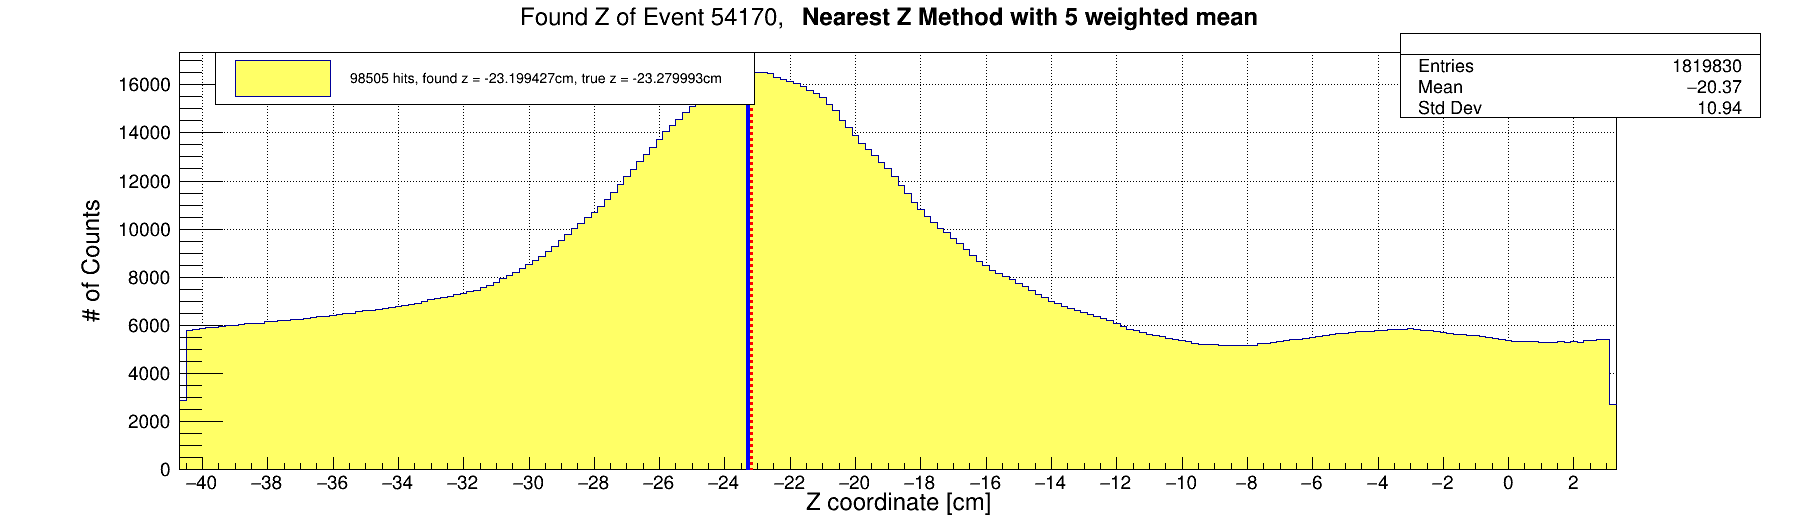 Found Z of Event 54170, Nearest Z Method with 5 weighted mean
98505 hits, found z = -23.199427cm, true z = -23.279993cm
Entries 1819830
Mean −20.37
Std Dev 10.94
# of Counts
16000
14000
12000
10000
8000
6000
4000
2000
0
−40 −38 −36 −34 −32 −30 −28 −26 −24 −22 −20 −18 −16 −14 −12 −10 −8 −6 −4 −2 0 2
Z coordinate [cm]